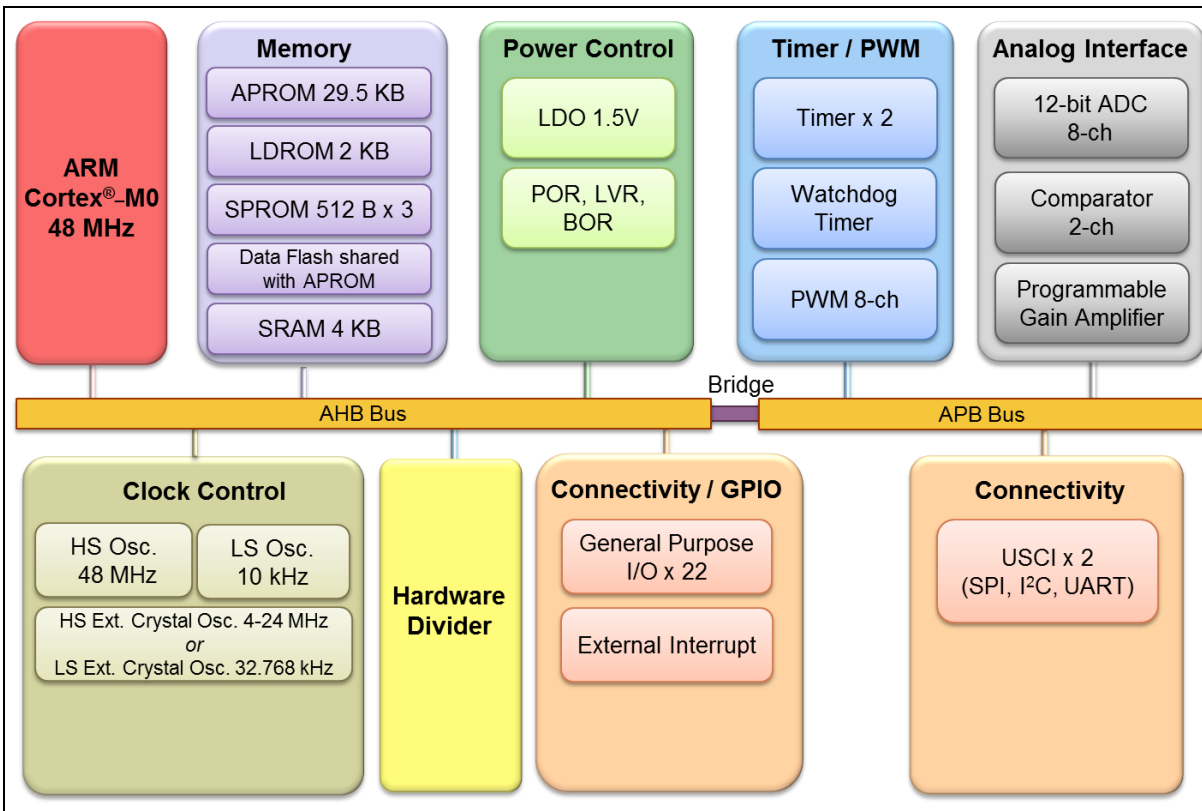 ARM
Cortex®-M0
48 MHz
Memory
APROM 29.5 KB
LDROM 2 KB
SPROM 512 B x 3
Data Flash shared
with APROM
SRAM 4 KB
Power Control
LDO 1.5V
POR, LVR,
BOR
Timer / PWM
Timer x 2
Watchdog
Timer
PWM 8-ch
Analog Interface
12-bit ADC
8-ch
Comparator
2-ch
Programmable
Gain Amplifier
AHB Bus
Bridge
APB Bus
Clock Control
HS Osc.
48 MHz
LS Osc.
10 kHz
HS Ext. Crystal Osc. 4-24 MHz
or
LS Ext. Crystal Osc. 32.768 kHz
Hardware
Divider
Connectivity / GPIO
General Purpose
I/O x 22
External Interrupt
Connectivity
USCI x 2
(SPI, I²C, UART)